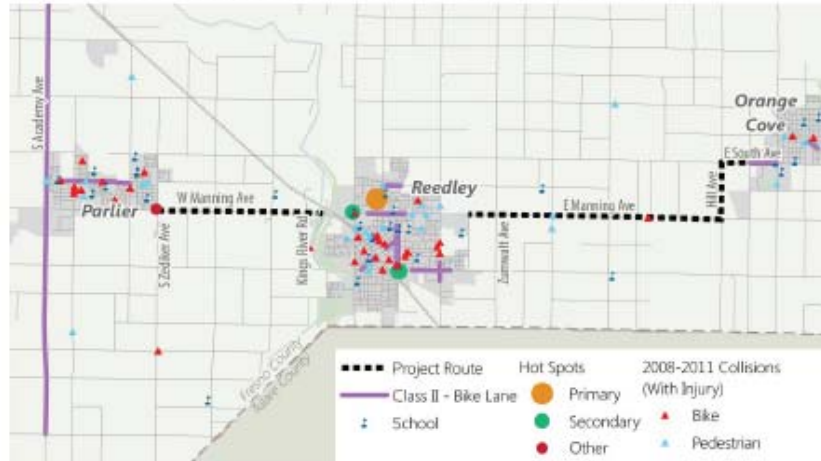 Orange
Cove
S Academy Ave
E South Ave
Reedley
Hill Ave
W Manning Ave
E Manning Ave
Parlier
S Zediker Ave
Kings River Rd
Zumwalt Ave
Fresno County
Tulare County
Project Route
Class II - Bike Lane
School
Hot Spots
Primary
Secondary
Other
2008-2011 Collisions
(With Injury)
Bike
Pedestrian